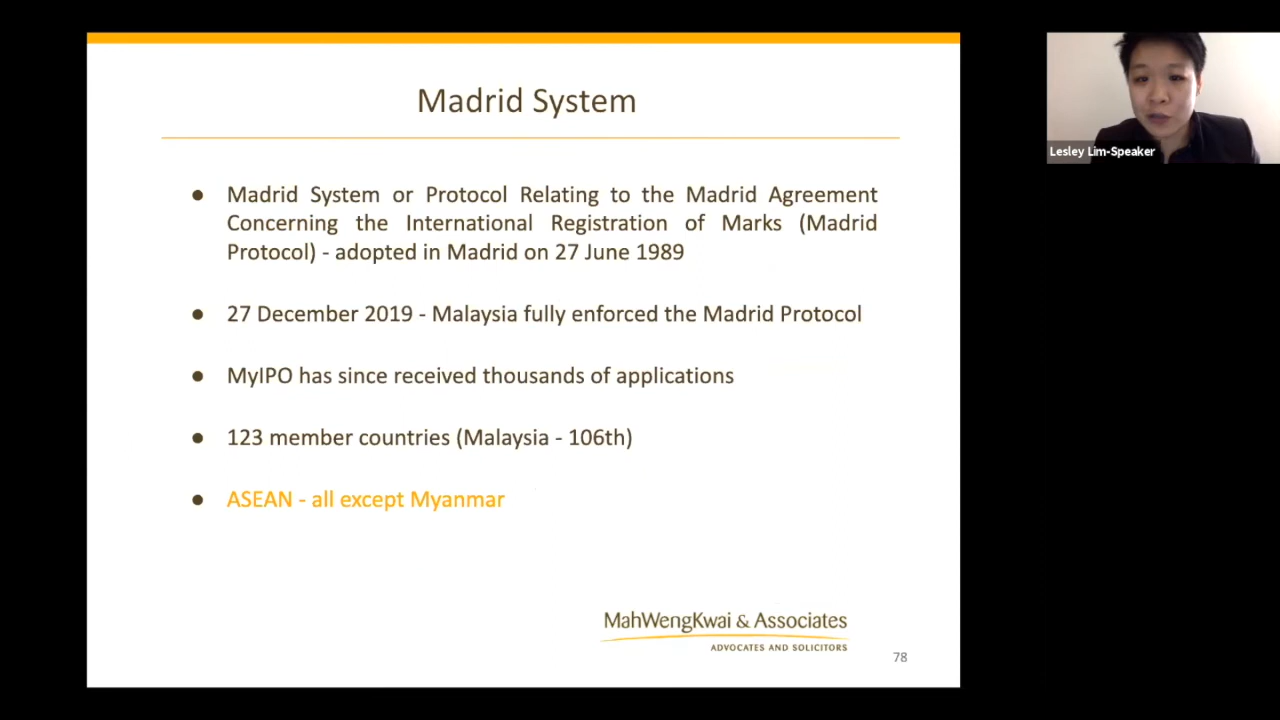 Madrid System
● Madrid System or Protocol Relating to the Madrid Agreement
Concerning the International Registration of Marks (Madrid
Protocol) - adopted in Madrid on 27 June 1989
● 27 December 2019 - Malaysia fully enforced the Madrid Protocol
● MyIPO has since received thousands of applications
● 123 member countries (Malaysia - 106th)
● ASEAN - all except Myanmar
MahWengKwai & Associates
ADVOCATES AND SOLICITORS
78
Lesley Lim-Speaker